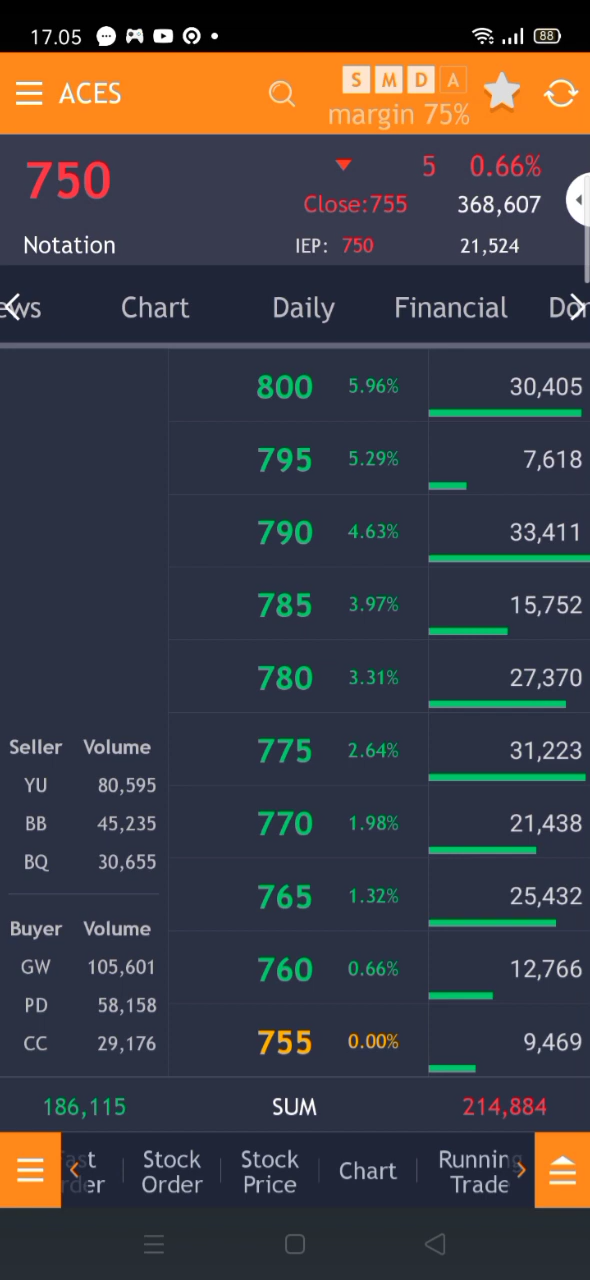 17.05 88
ACES S M D A
margin 75%
750 5 0.66%
Close:755 368,607
Notation IEP: 750 21,524
ews Chart Daily Financial Don
800 5.96% 30,405
795 5.29% 7,618
790 4.63% 33,411
785 3.97% 15,752
780 3.31% 27,370
Seller Volume 775 2.64% 31,223
YU 80,595
BB 45,235 770 1.98% 21,438
BQ 30,655
765 1.32% 25,432
Buyer Volume
GW 105,601 760 0.66% 12,766
PD 58,158
CC 29,176 755 0.00% 9,469
186,115 SUM 214,884
Stock Order
Stock Price
Chart
Running Trade